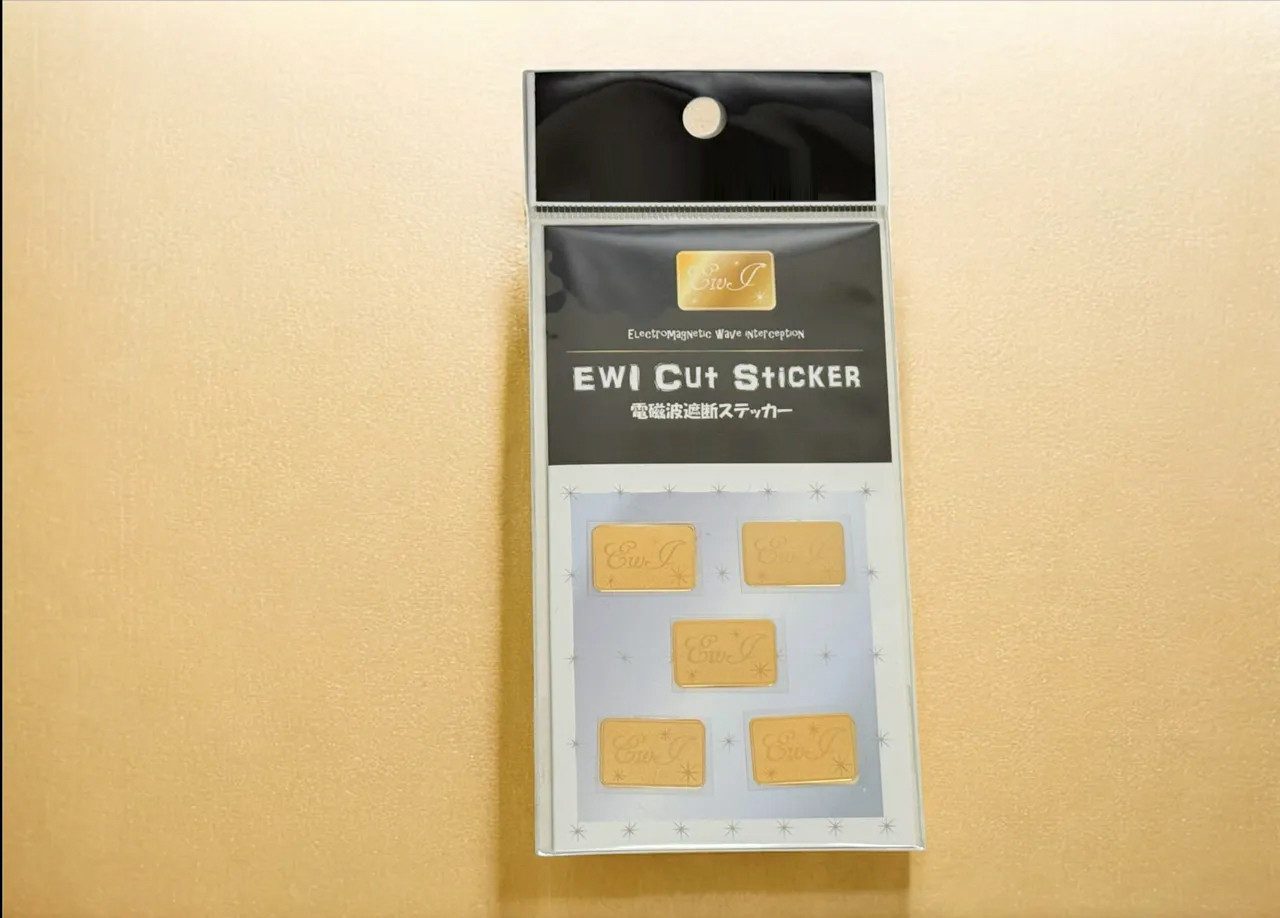 EWI
ElectroMagnetic Wave interception
EWI Cut Sticker
電磁波遮断ステッカー
EWI
EWI
EWI
EWI
EWI